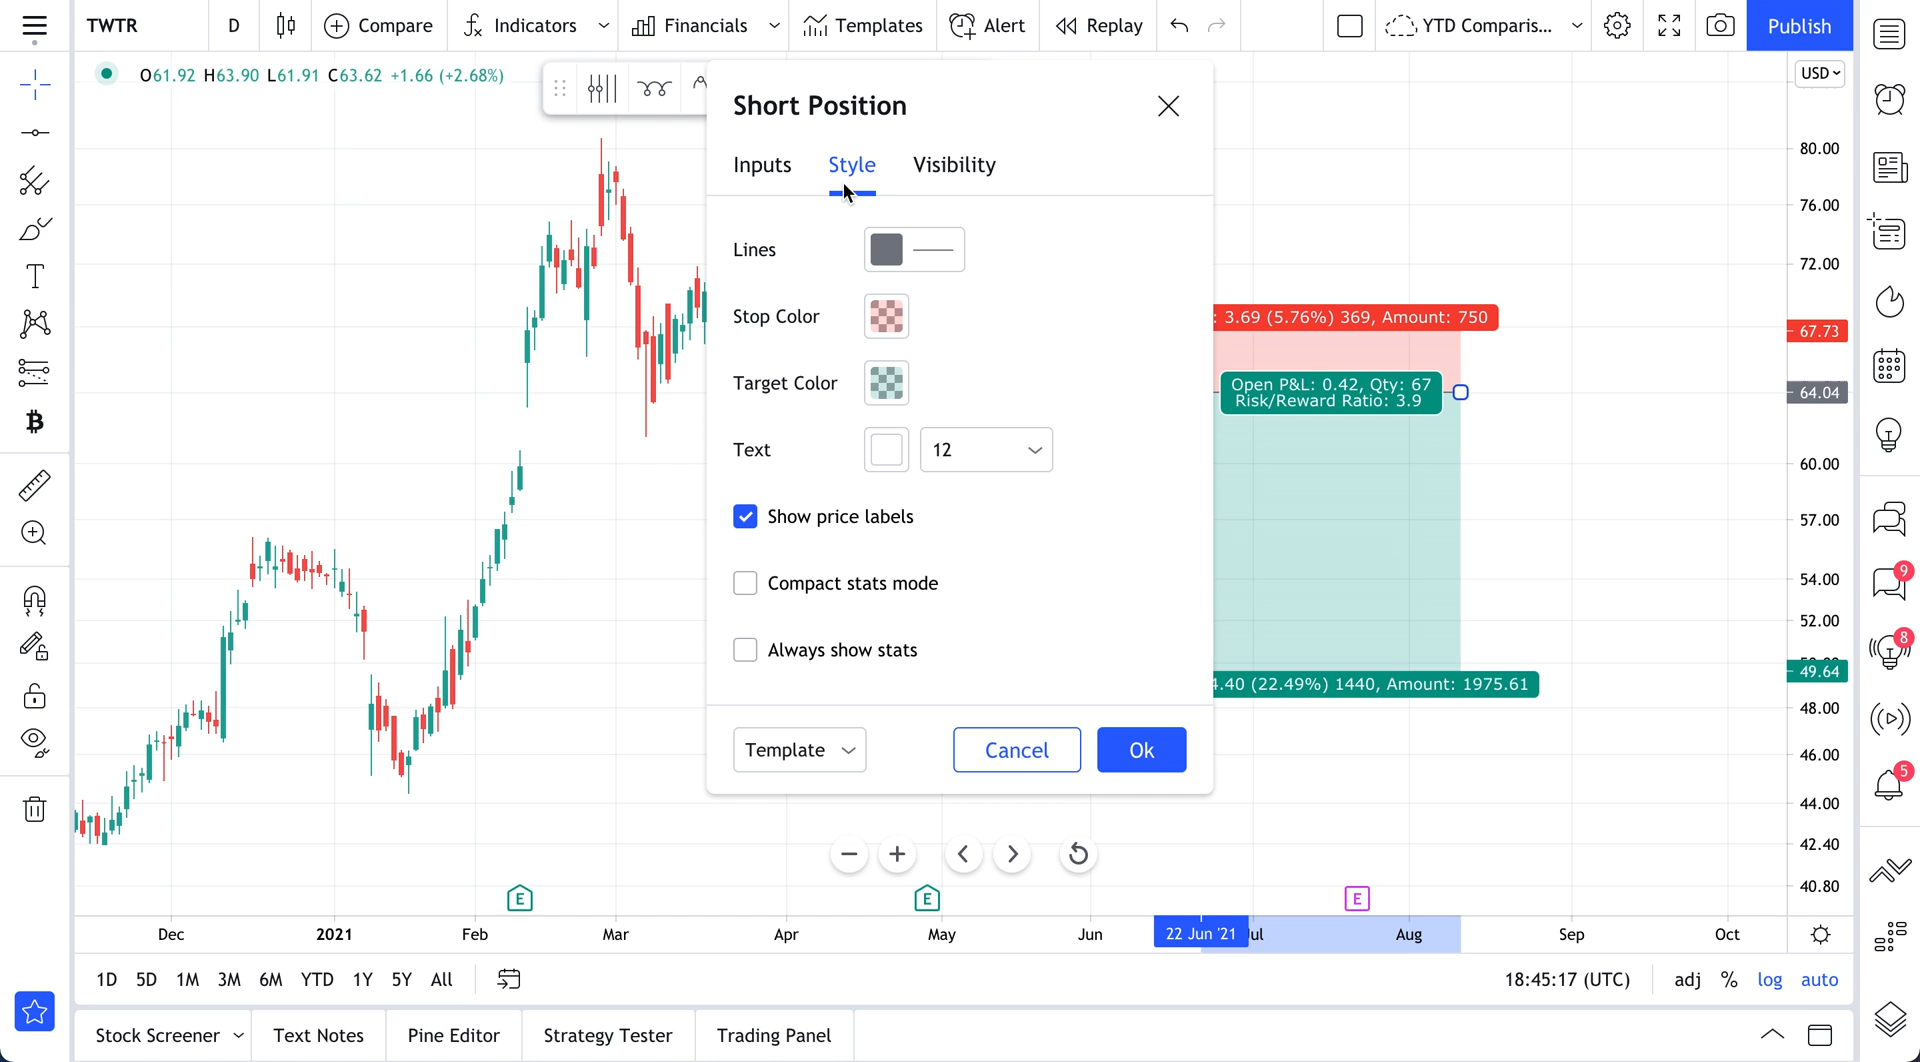 TWTR
D
Compare
Indicators
Financials
Templates
Alert
Replay
YTD Comparis...
Publish
O61.92 H63.90 L61.91 C63.62 +1.66 (+2.68%)
USD
Short Position
Inputs
Style
Visibility
Lines
Stop Color
Target Color
Text
12
Show price labels
Compact stats mode
Always show stats
Template
Cancel
Ok
: 3.69 (5.76%) 369, Amount: 750
Open P&L: 0.42, Qty: 67
Risk/Reward Ratio: 3.9
4.40 (22.49%) 1440, Amount: 1975.61
80.00
76.00
72.00
67.73
64.04
60.00
57.00
54.00
52.00
49.64
48.00
46.00
44.00
42.40
40.80
9
8
5
E
E
E
Dec
2021
Feb
Mar
Apr
May
Jun
22 Jun '21
Jul
Aug
Sep
Oct
1D
5D
1M
3M
6M
YTD
1Y
5Y
All
18:45:17 (UTC)
adj
%
log
auto
Stock Screener
Text Notes
Pine Editor
Strategy Tester
Trading Panel